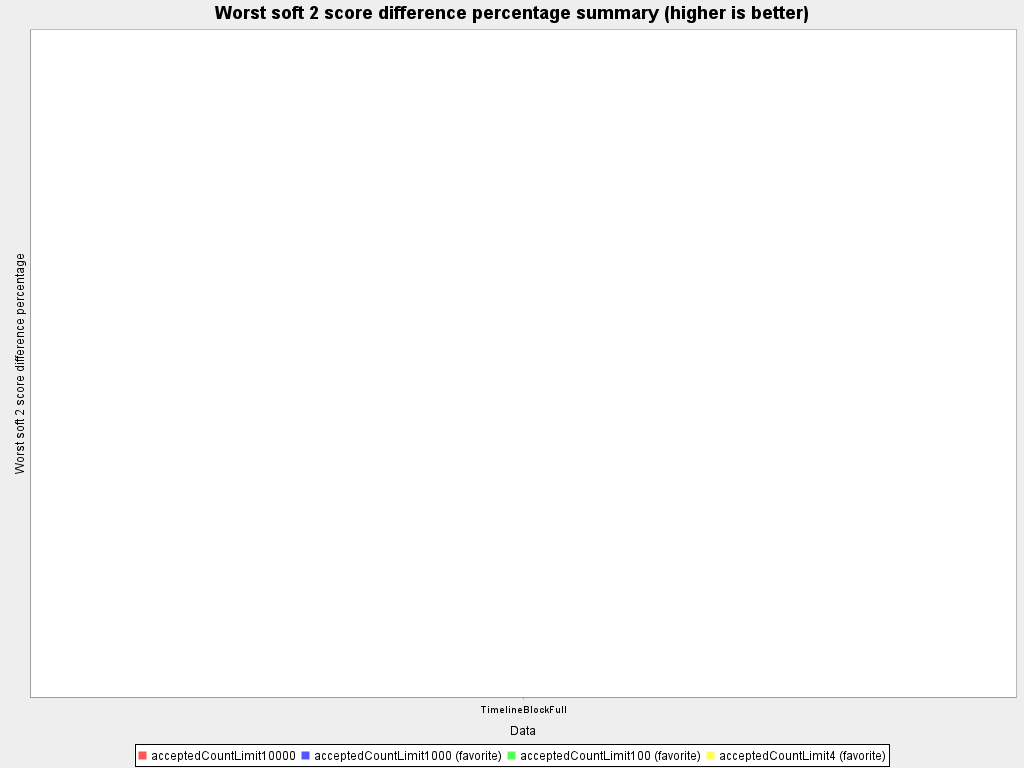 Worst soft 2 score difference percentage summary (higher is better)
Worst soft 2 score difference percentage
TimelineBlockFull
Data
acceptedCountLimit10000 acceptedCountLimit1000 (favorite) acceptedCountLimit100 (favorite) acceptedCountLimit4 (favorite)